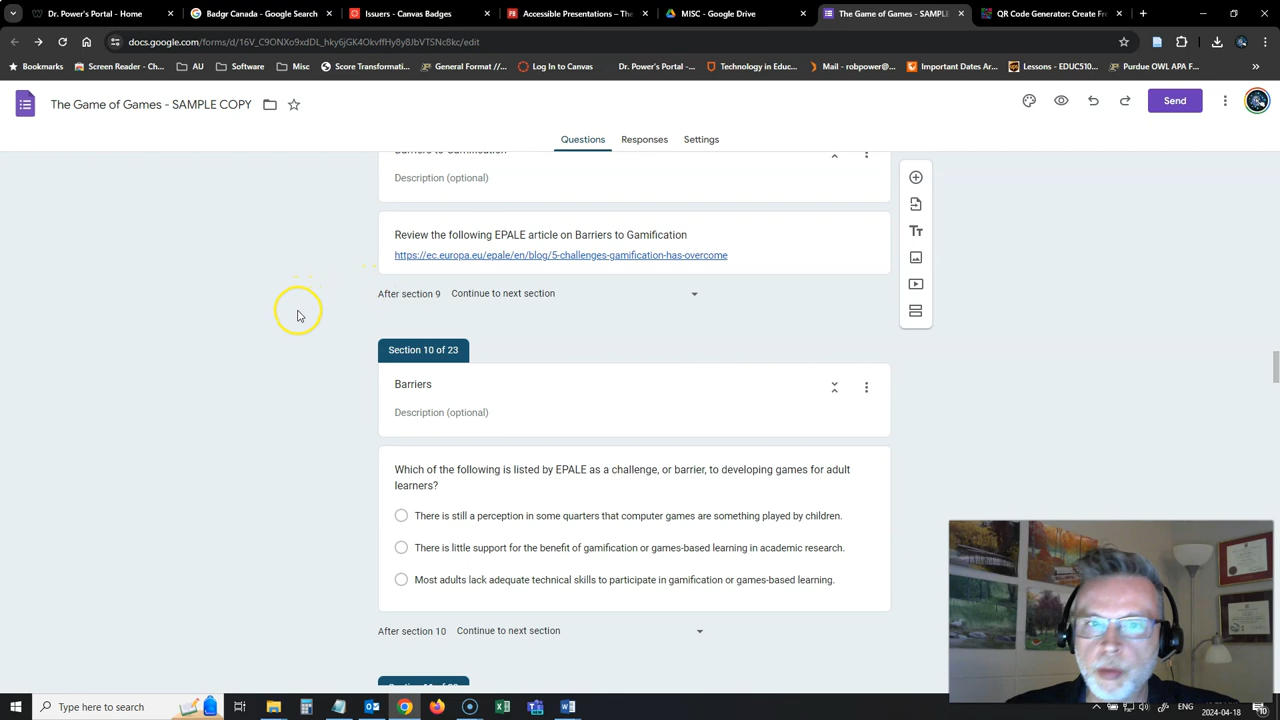 Dr. Power's Portal - Home
Badgr Canada - Google Search
Issuers - Canvas Badges
Accessible Presentations – The
MISC - Google Drive
The Game of Games - SAMPLE
QR Code Generator: Create Fre
docs.google.com/forms/d/16V_C9ONXo9xdDL_hky6jGK4OkvffHy8y8JbVTSNc8kc/edit
Bookmarks
Screen Reader - Ch...
AU
Software
Misc
Score Transformatio...
General Format //...
Log In to Canvas
Dr. Power's Portal -...
Technology in Educ...
Mail - robpower@...
Important Dates Ar...
Lessons - EDUC510...
Purdue OWL APA F...
The Game of Games - SAMPLE COPY
Send
Questions
Responses
Settings
Barriers to Gamification
Description (optional)
Review the following EPALE article on Barriers to Gamification
https://ec.europa.eu/epale/en/blog/5-challenges-gamification-has-overcome
After section 9
Continue to next section
Section 10 of 23
Barriers
Description (optional)
Which of the following is listed by EPALE as a challenge, or barrier, to developing games for adult
learners?
There is still a perception in some quarters that computer games are something played by children.
There is little support for the benefit of gamification or games-based learning in academic research.
Most adults lack adequate technical skills to participate in gamification or games-based learning.
After section 10
Continue to next section
Type here to search
ENG
2024-04-18